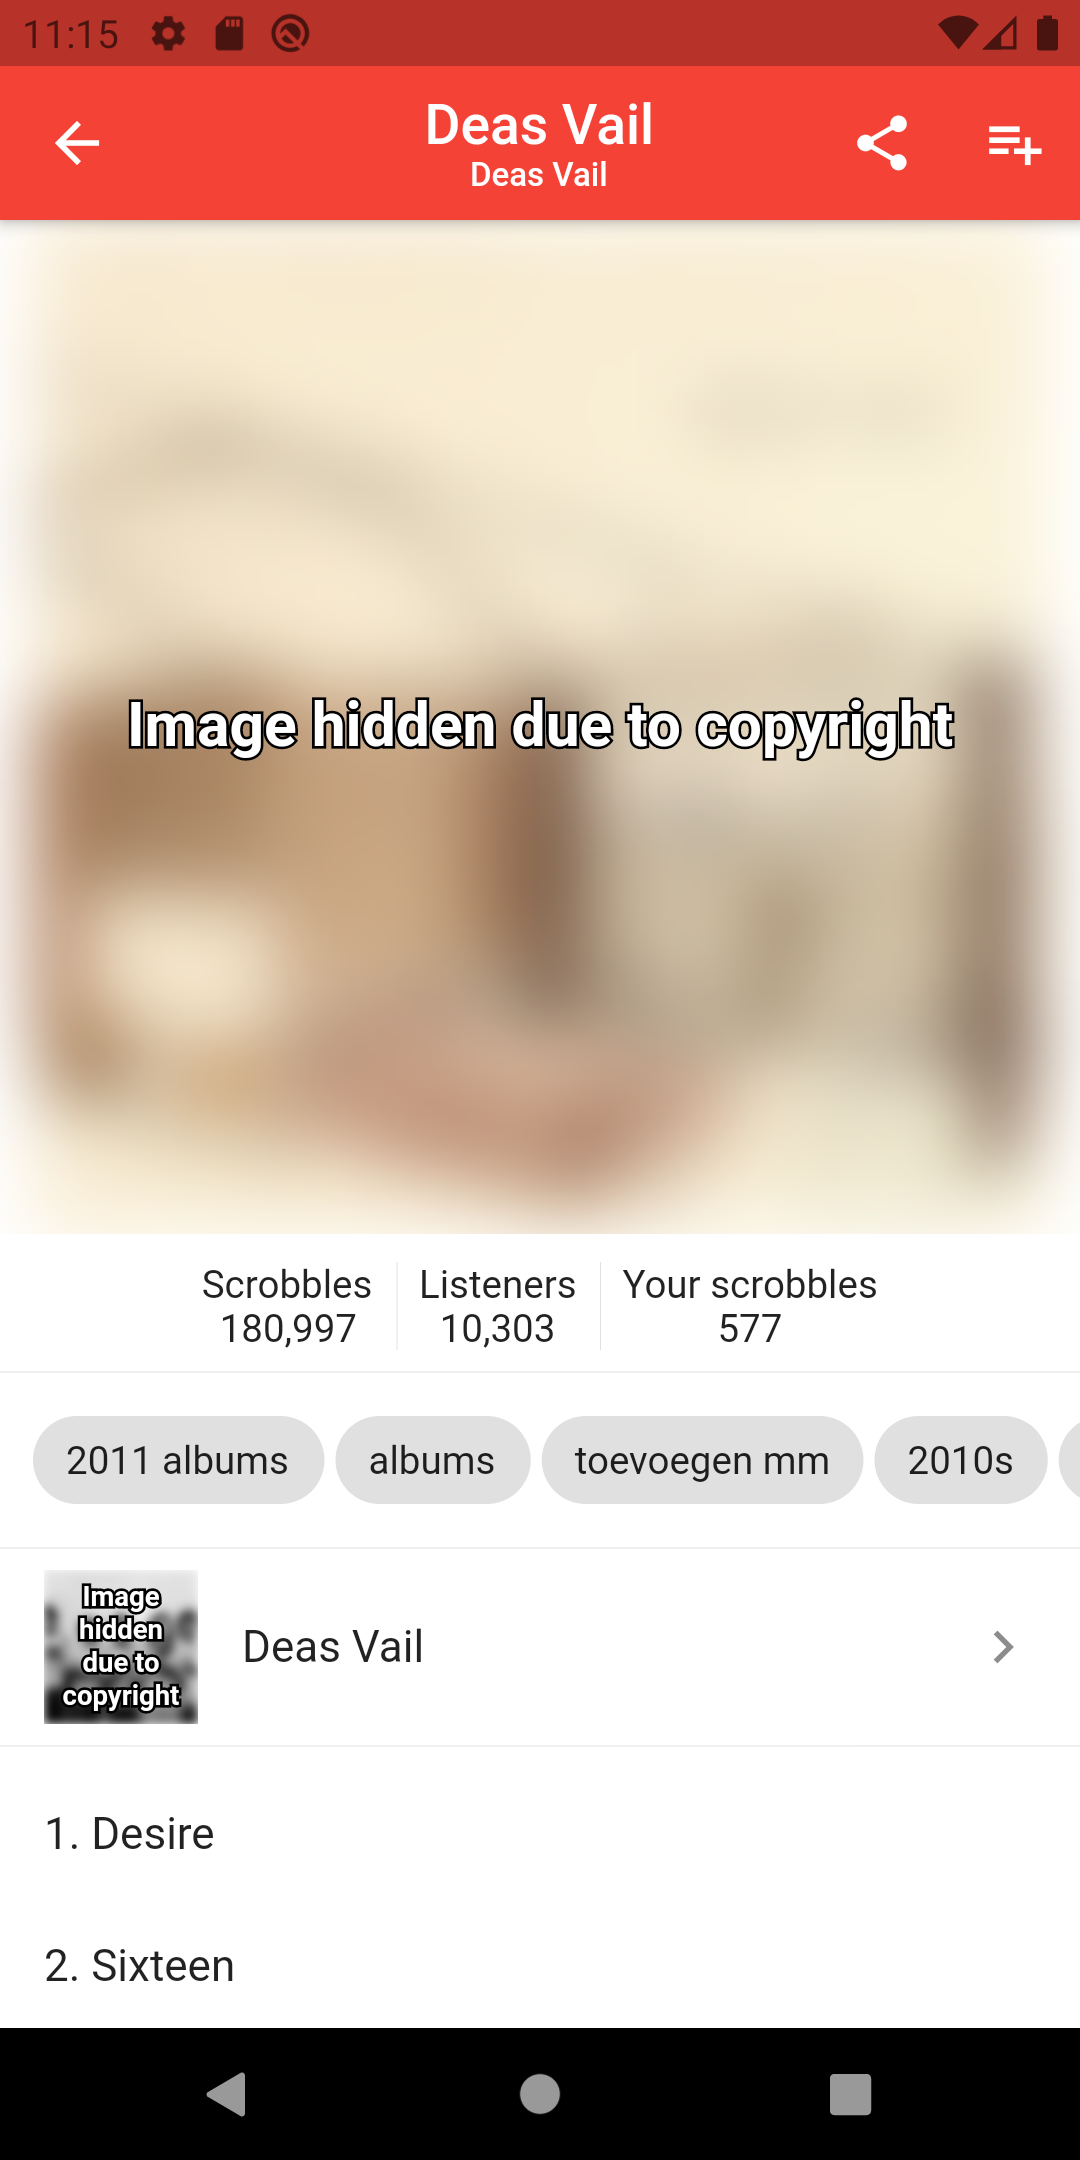 11:15
Deas Vail
Deas Vail
Image hidden due to copyright
Scrobbles
180,997
Listeners
10,303
Your scrobbles
577
2011 albums
albums
toevoegen mm
2010s
Image
hidden
due to
copyright
Deas Vail
1. Desire
2. Sixteen